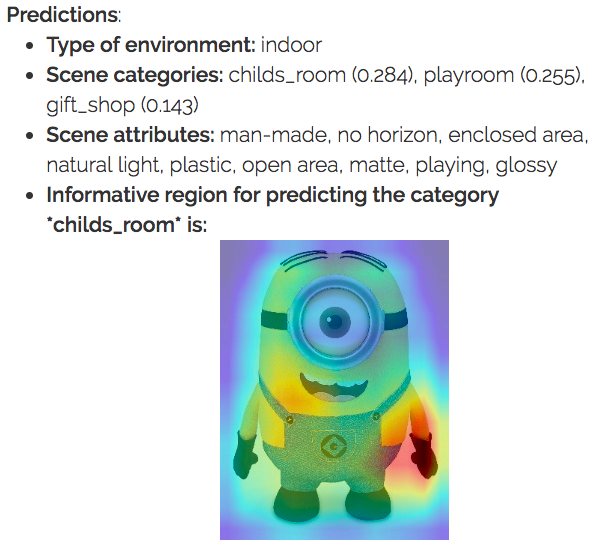 Predictions:
• Type of environment: indoor
• Scene categories: childs_room (0.284), playroom (0.255),
gift_shop (0.143)
• Scene attributes: man-made, no horizon, enclosed area,
natural light, plastic, open area, matte, playing, glossy
• Informative region for predicting the category
*childs_room* is:
G